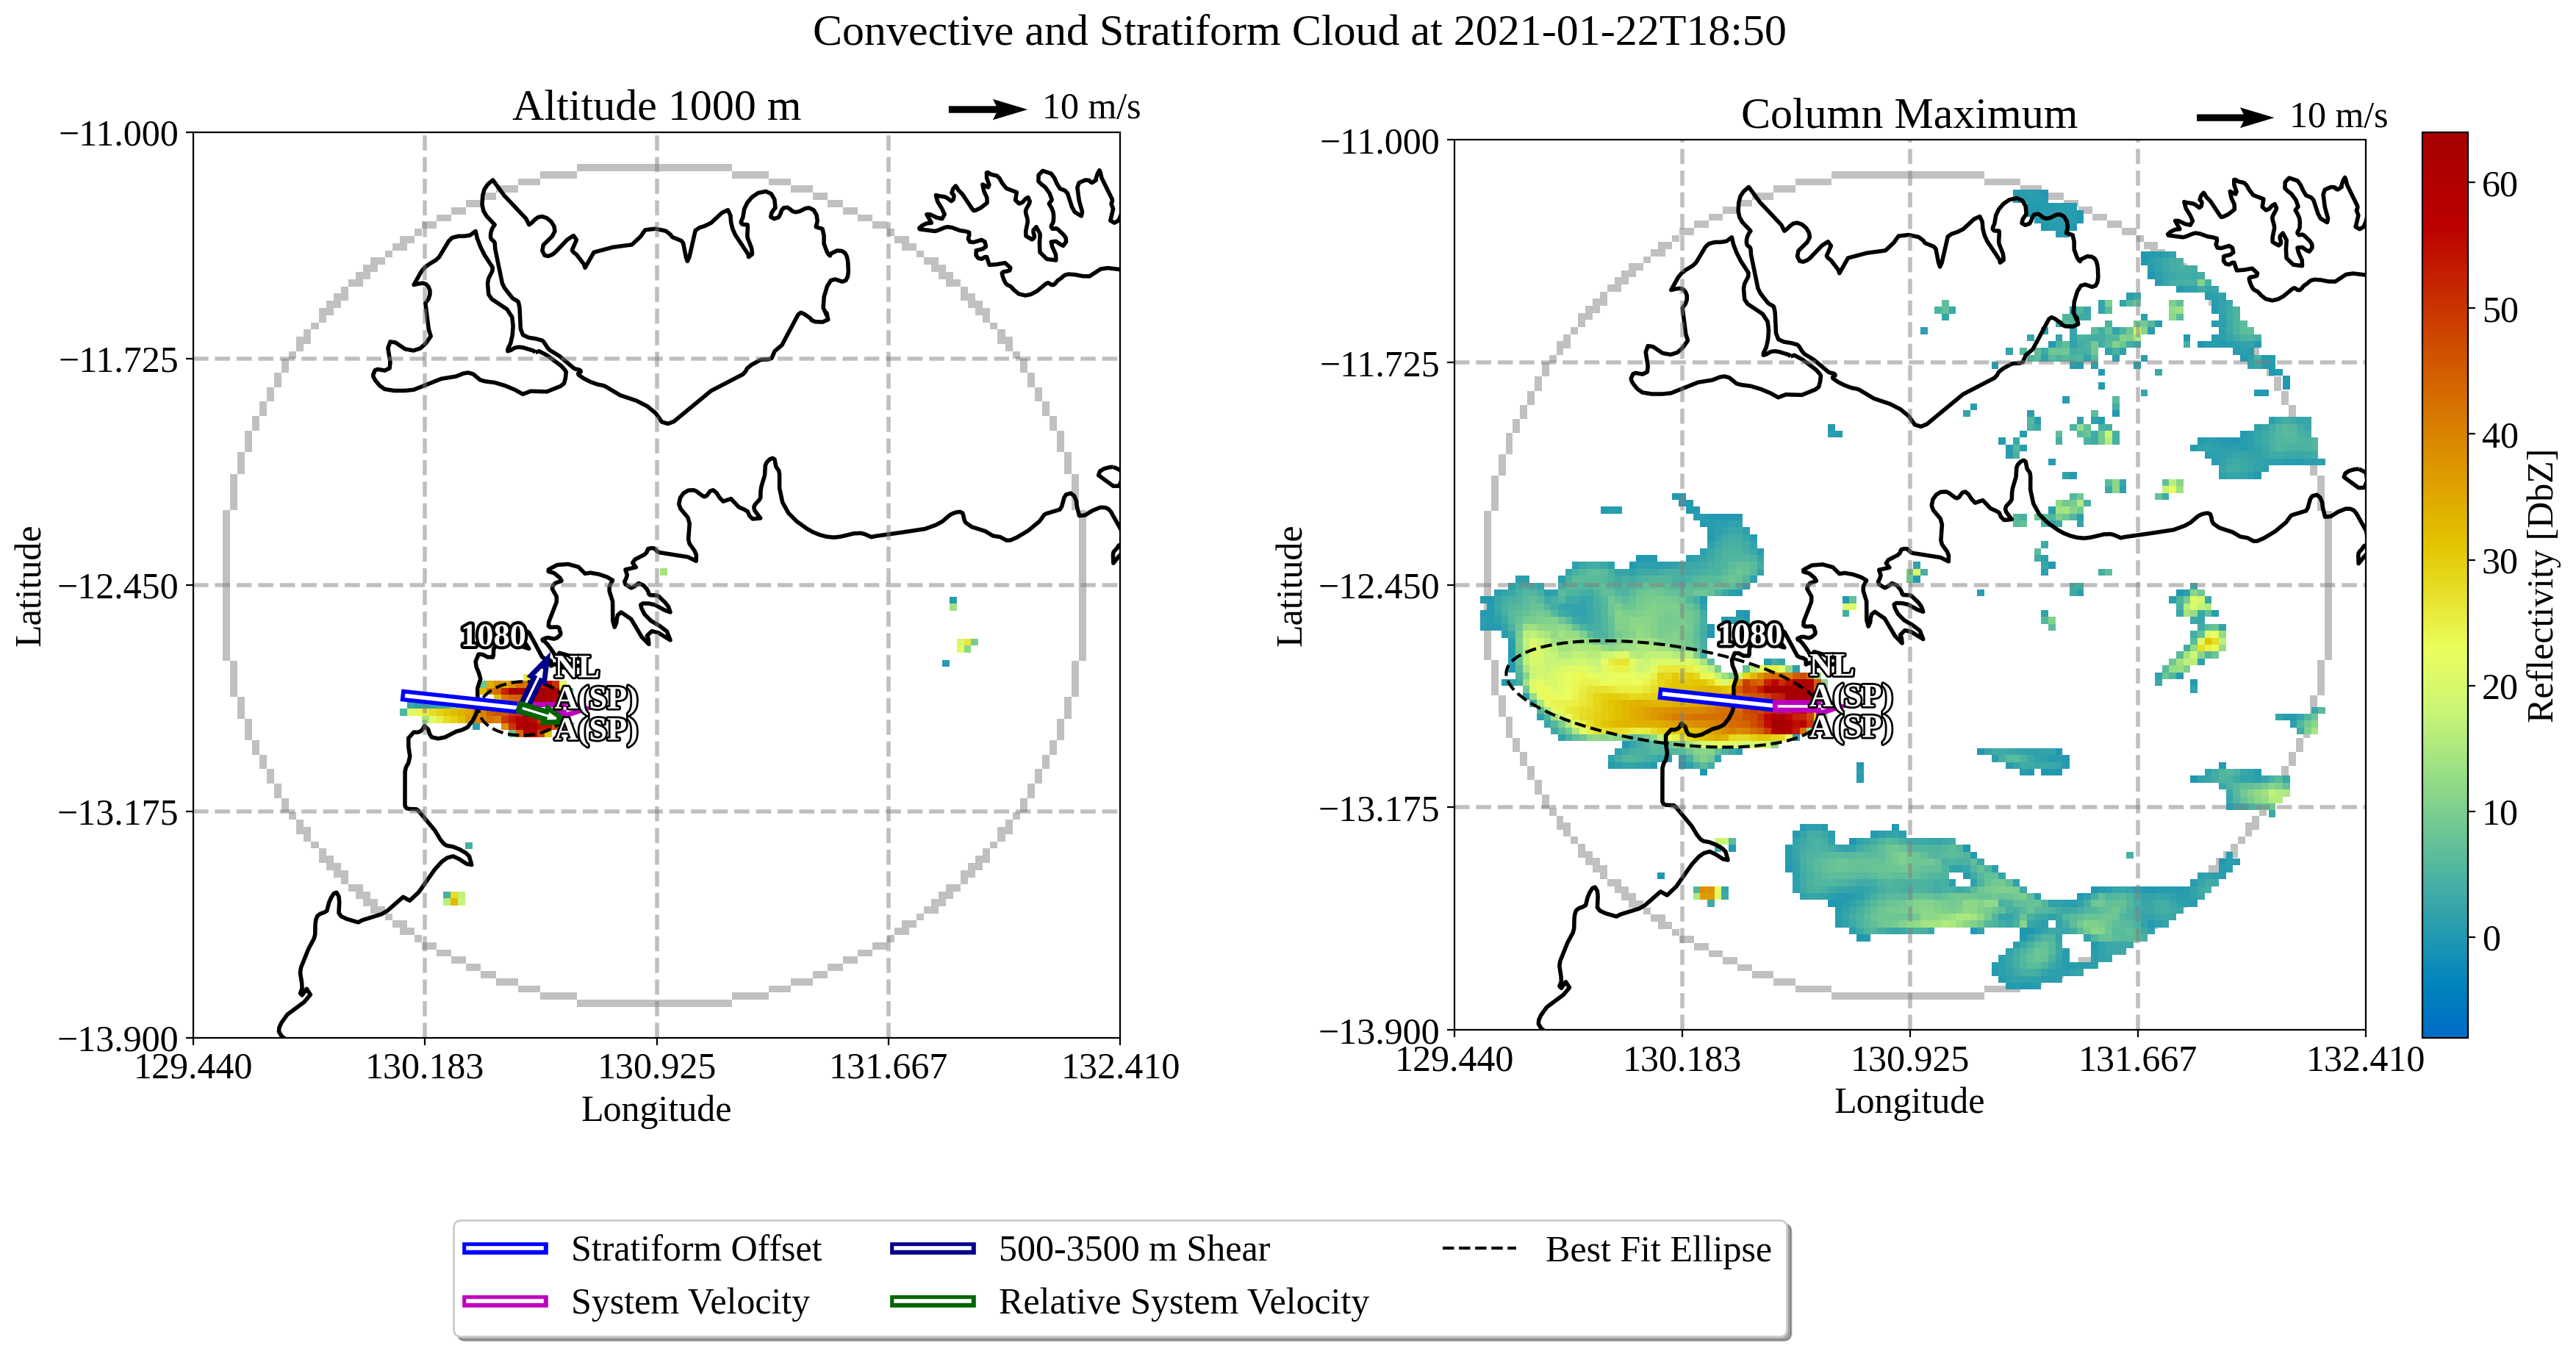 Convective and Stratiform Cloud at 2021-01-22T18:50
Altitude 1000 m
10 m/s
−11.000
−11.725
−12.450
−13.175
−13.900
129.440
130.183
130.925
131.667
132.410
Latitude
Longitude
1080
NL
A(SP)
A(SP)
Column Maximum
10 m/s
−11.000
−11.725
−12.450
−13.175
−13.900
129.440
130.183
130.925
131.667
132.410
Latitude
Longitude
1080
NL
A(SP)
A(SP)
60
50
40
30
20
10
0
Reflectivity [DbZ]
Stratiform Offset
System Velocity
500-3500 m Shear
Relative System Velocity
Best Fit Ellipse